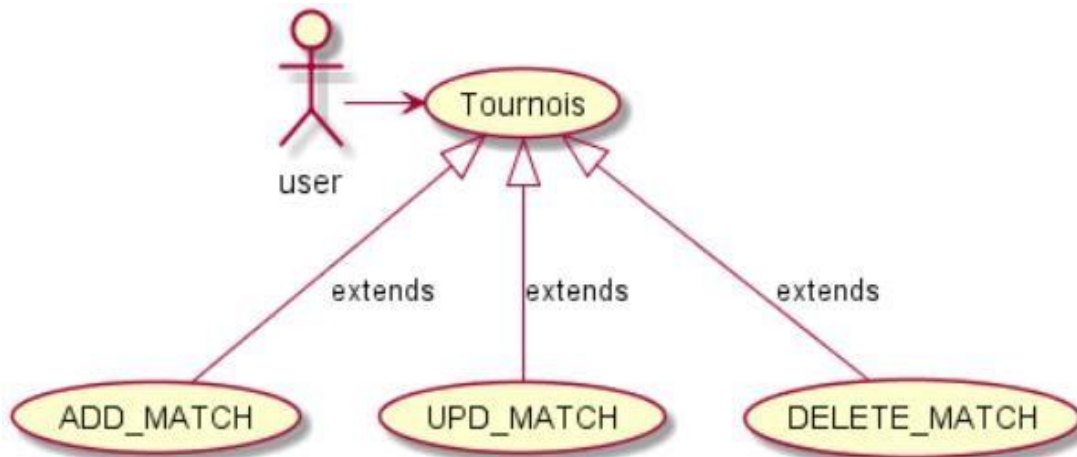 Tournois
user
extends
extends
extends
ADD_MATCH
UPD_MATCH
DELETE_MATCH